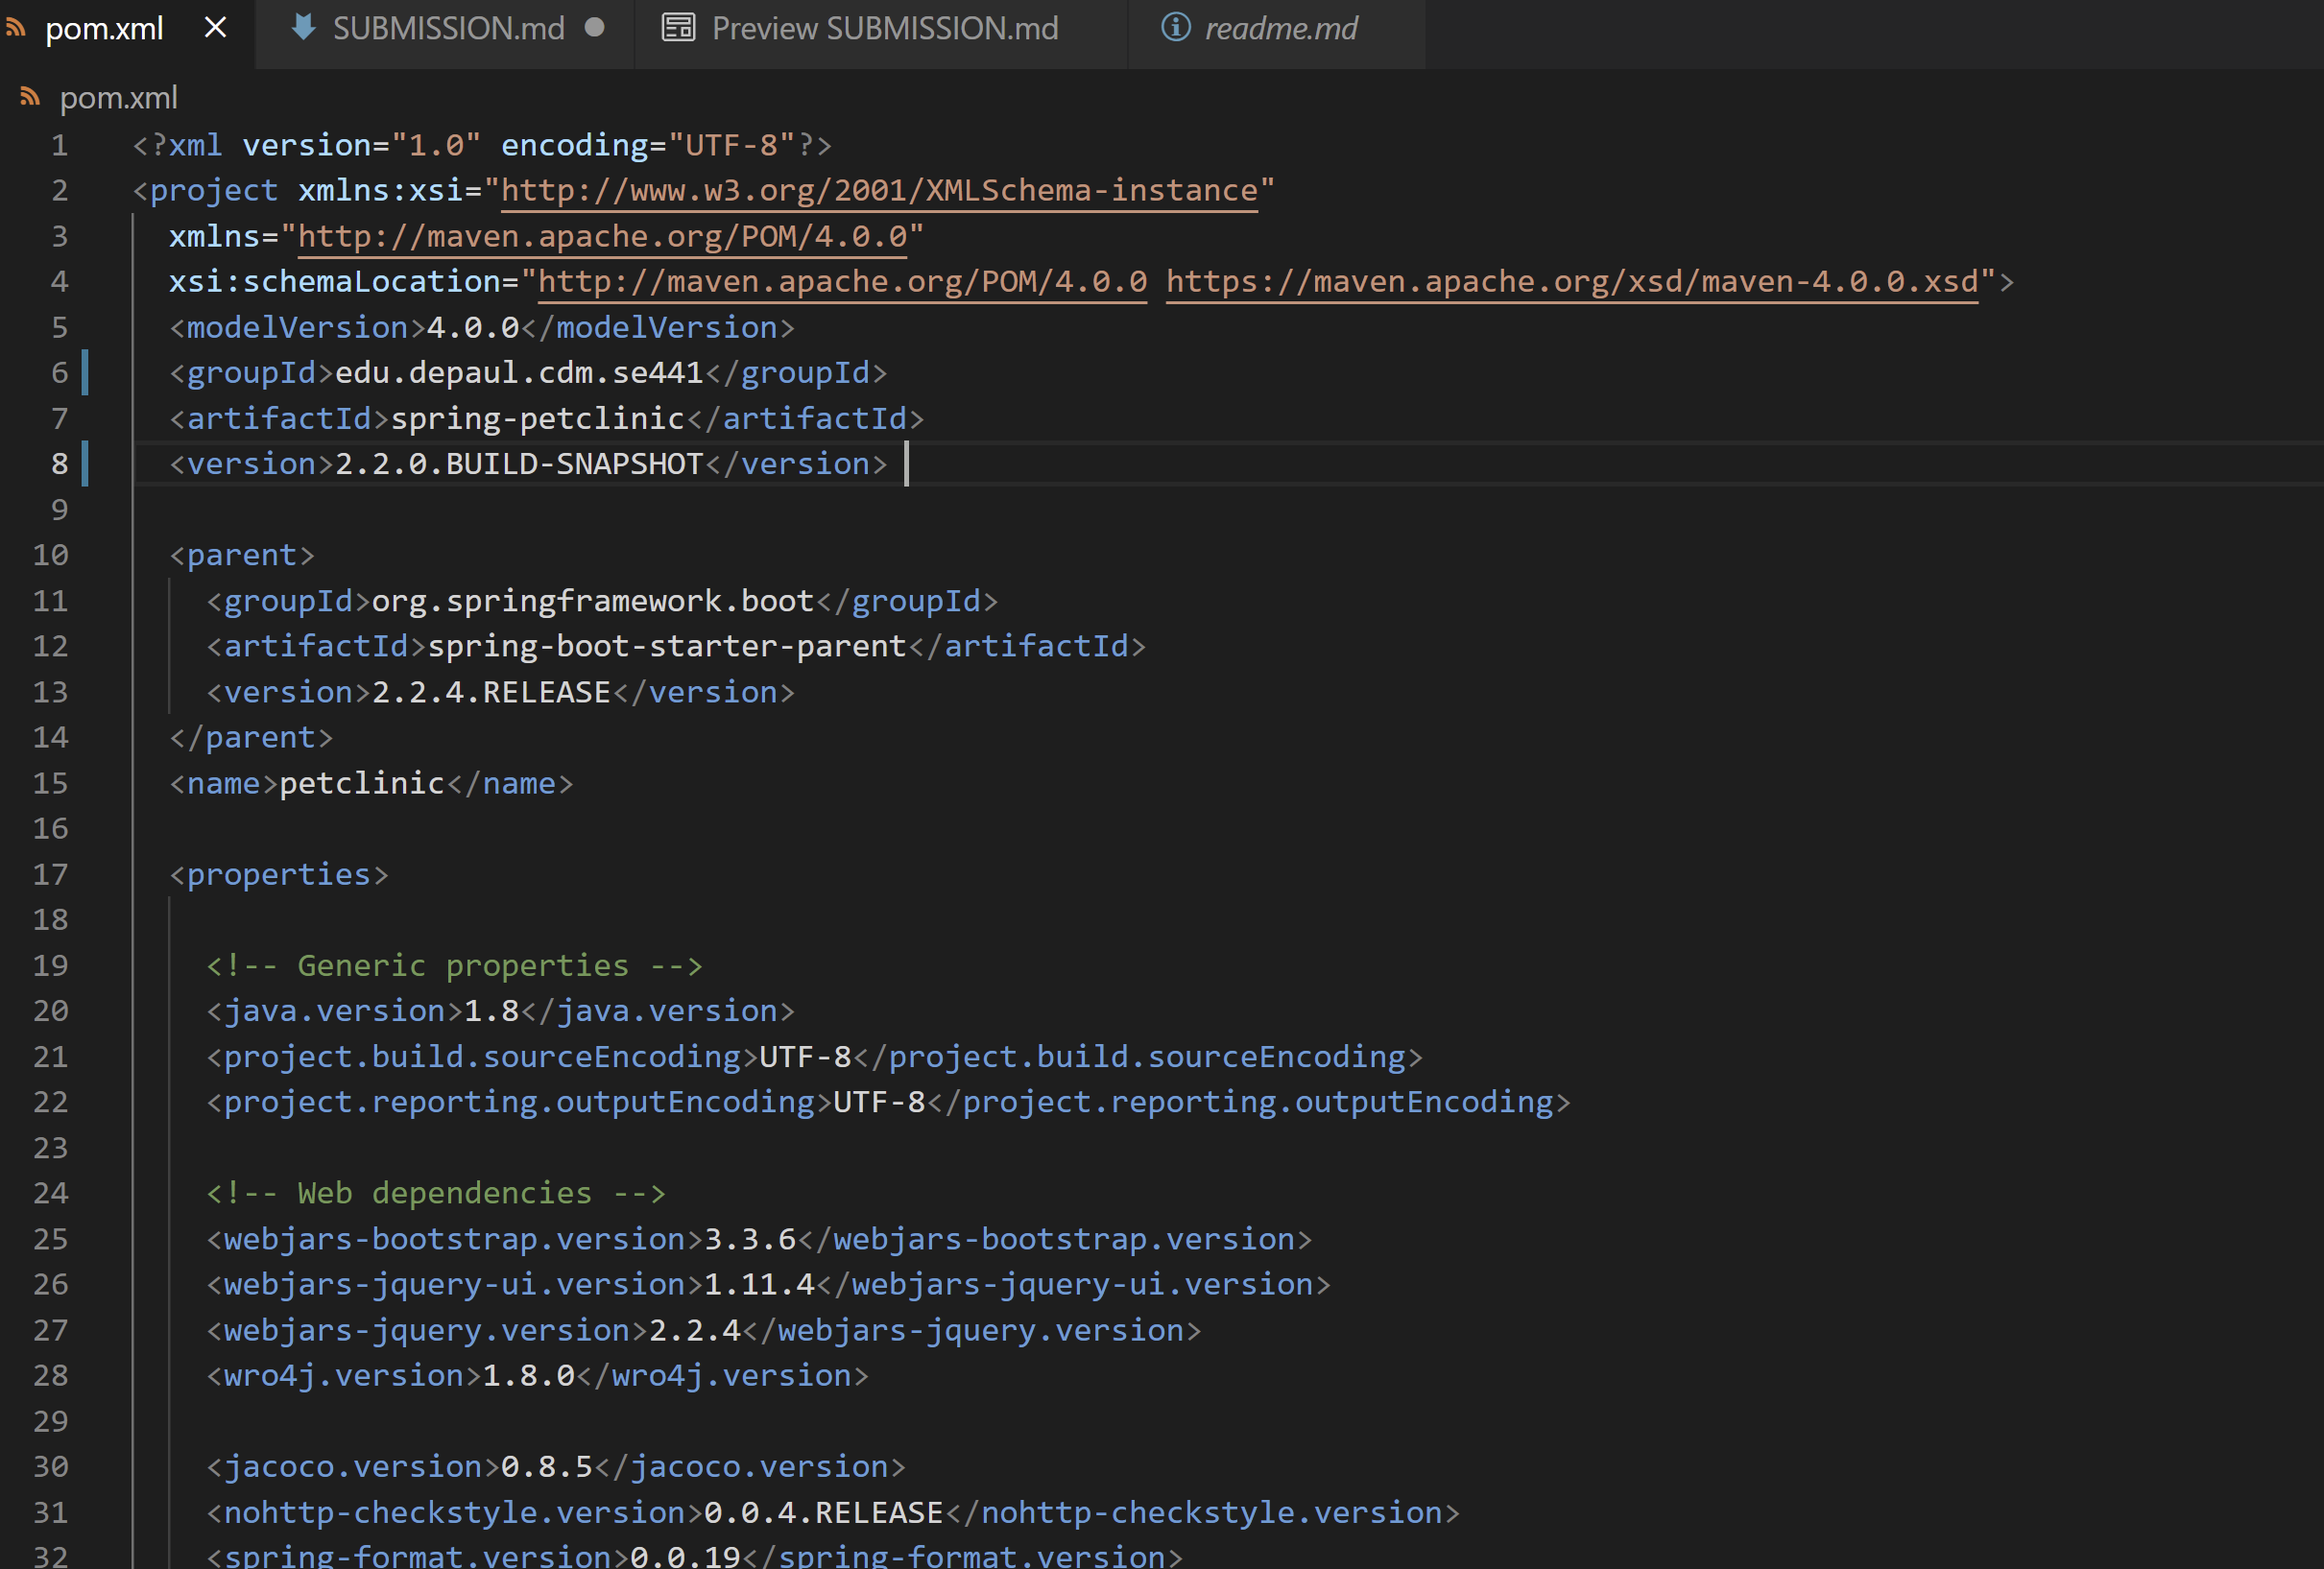 pom.xml SUBMISSION.md Preview SUBMISSION.md readme.md
pom.xml
1 <?xml version="1.0" encoding="UTF-8"?>
2 <project xmlns:xsi="http://www.w3.org/2001/XMLSchema-instance"
3 xmlns="http://maven.apache.org/POM/4.0.0"
4 xsi:schemaLocation="http://maven.apache.org/POM/4.0.0 https://maven.apache.org/xsd/maven-4.0.0.xsd">
5 <modelVersion>4.0.0</modelVersion>
6 <groupId>edu.depaul.cdm.se441</groupId>
7 <artifactId>spring-petclinic</artifactId>
8 <version>2.2.0.BUILD-SNAPSHOT</version>
9
10 <parent>
11 <groupId>org.springframework.boot</groupId>
12 <artifactId>spring-boot-starter-parent</artifactId>
13 <version>2.2.4.RELEASE</version>
14 </parent>
15 <name>petclinic</name>
16
17 <properties>
18
19 <!-- Generic properties -->
20 <java.version>1.8</java.version>
21 <project.build.sourceEncoding>UTF-8</project.build.sourceEncoding>
22 <project.reporting.outputEncoding>UTF-8</project.reporting.outputEncoding>
23
24 <!-- Web dependencies -->
25 <webjars-bootstrap.version>3.3.6</webjars-bootstrap.version>
26 <webjars-jquery-ui.version>1.11.4</webjars-jquery-ui.version>
27 <webjars-jquery.version>2.2.4</webjars-jquery.version>
28 <wro4j.version>1.8.0</wro4j.version>
29
30 <jacoco.version>0.8.5</jacoco.version>
31 <nohttp-checkstyle.version>0.0.4.RELEASE</nohttp-checkstyle.version>
32 <spring-format.version>0.0.19</spring-format.version>